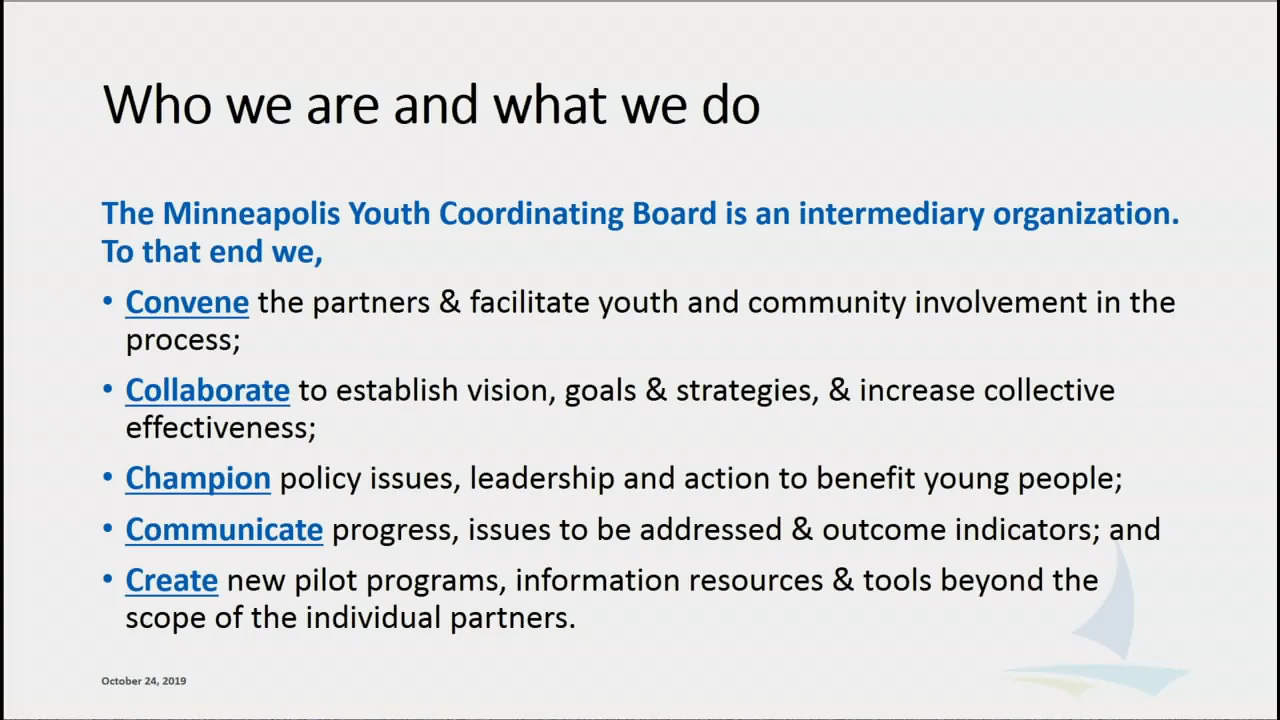 Who we are and what we do
The Minneapolis Youth Coordinating Board is an intermediary organization.
To that end we,
• Convene the partners & facilitate youth and community involvement in the
process;
• Collaborate to establish vision, goals & strategies, & increase collective
effectiveness;
• Champion policy issues, leadership and action to benefit young people;
• Communicate progress, issues to be addressed & outcome indicators; and
• Create new pilot programs, information resources & tools beyond the
scope of the individual partners.
October 24, 2019